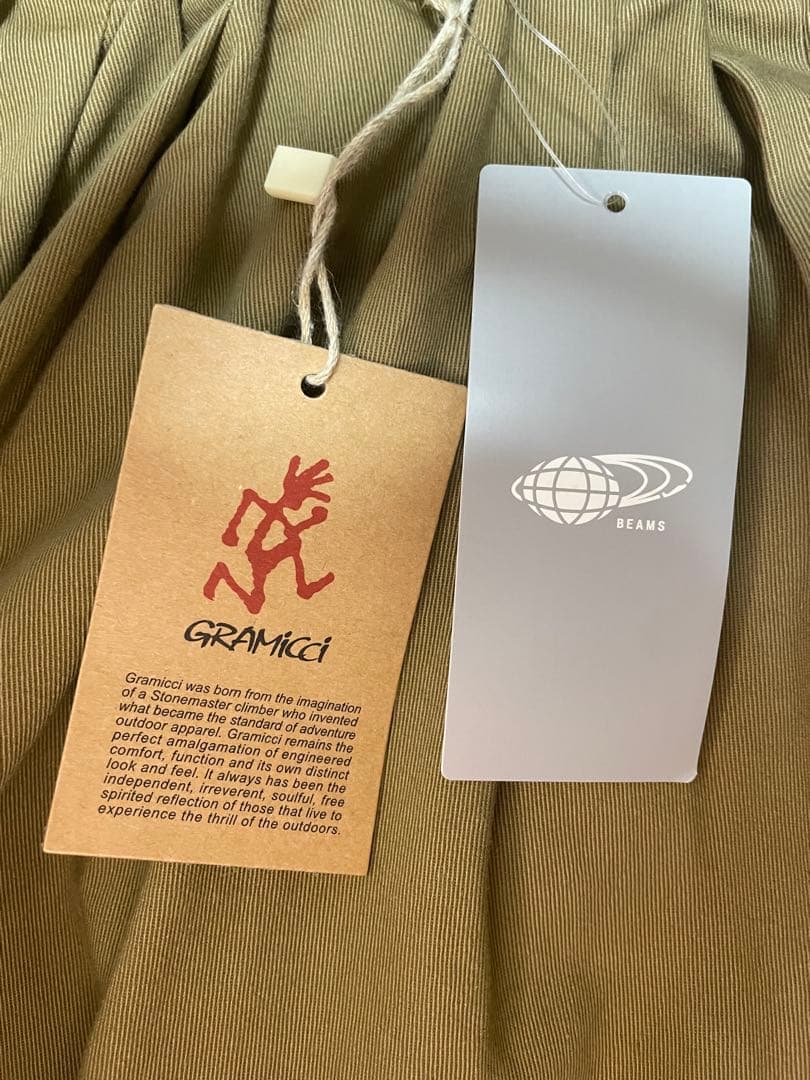 GRAMICCI
Gramicci was born from the imagination
of a Stonemaster climber who invented
what became the standard of adventure
outdoor apparel. Gramicci remains the
perfect amalgamation of engineered
comfort, function and its own distinct
look and feel. It always has been the
independent, irreverent, soulful, free
spirited reflection of those that live to
experience the thrill of the outdoors.
BEAMS